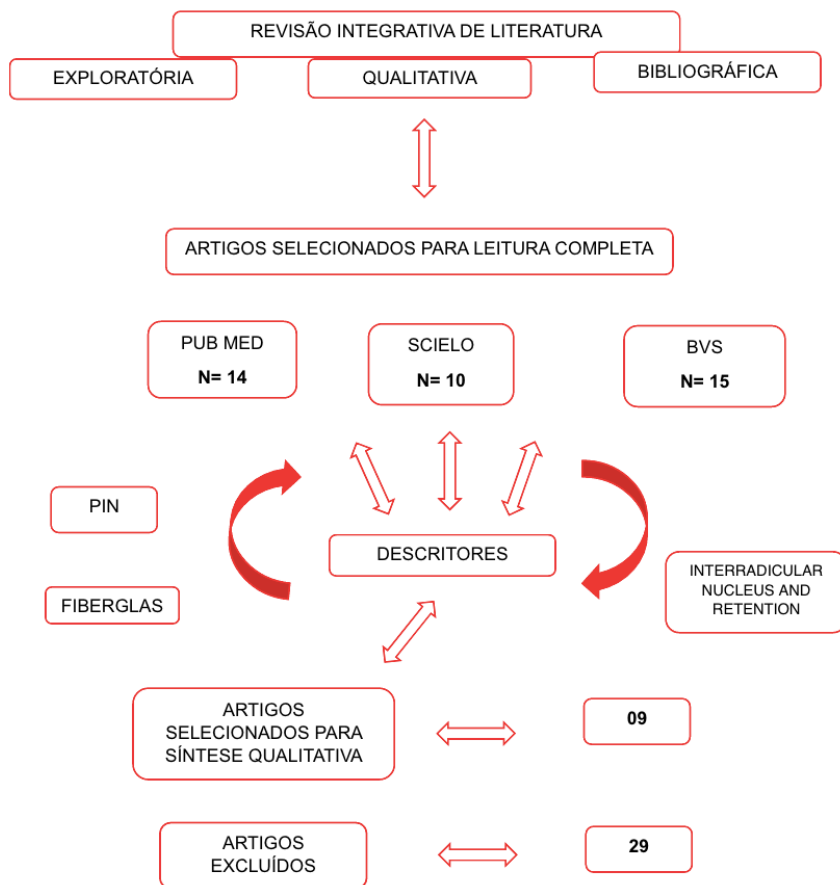 REVISÃO INTEGRATIVA DE LITERATURA
EXPLORATÓRIA
QUALITATIVA
BIBLIOGRÁFICA
ARTIGOS SELECIONADOS PARA LEITURA COMPLETA
PUB MED
N= 14
SCIELO
N= 10
BVS
N= 15
PIN
FIBERGLAS
DESCRITORES
INTERRADICULAR
NUCLEUS AND
RETENTION
ARTIGOS
SELECIONADOS PARA
SÍNTESE QUALITATIVA
09
ARTIGOS
EXCLUÍDOS
29